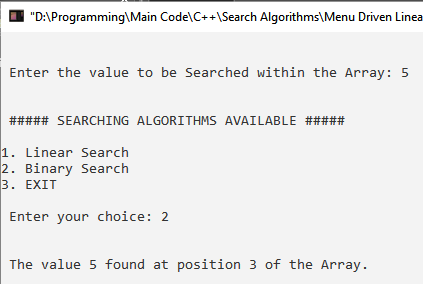 "D:\Programming\Main Code\C++\Search Algorithms\Menu Driven Linea
Enter the value to be Searched within the Array: 5
##### SEARCHING ALGORITHMS AVAILABLE #####
1. Linear Search
2. Binary Search
3. EXIT
Enter your choice: 2
The value 5 found at position 3 of the Array.